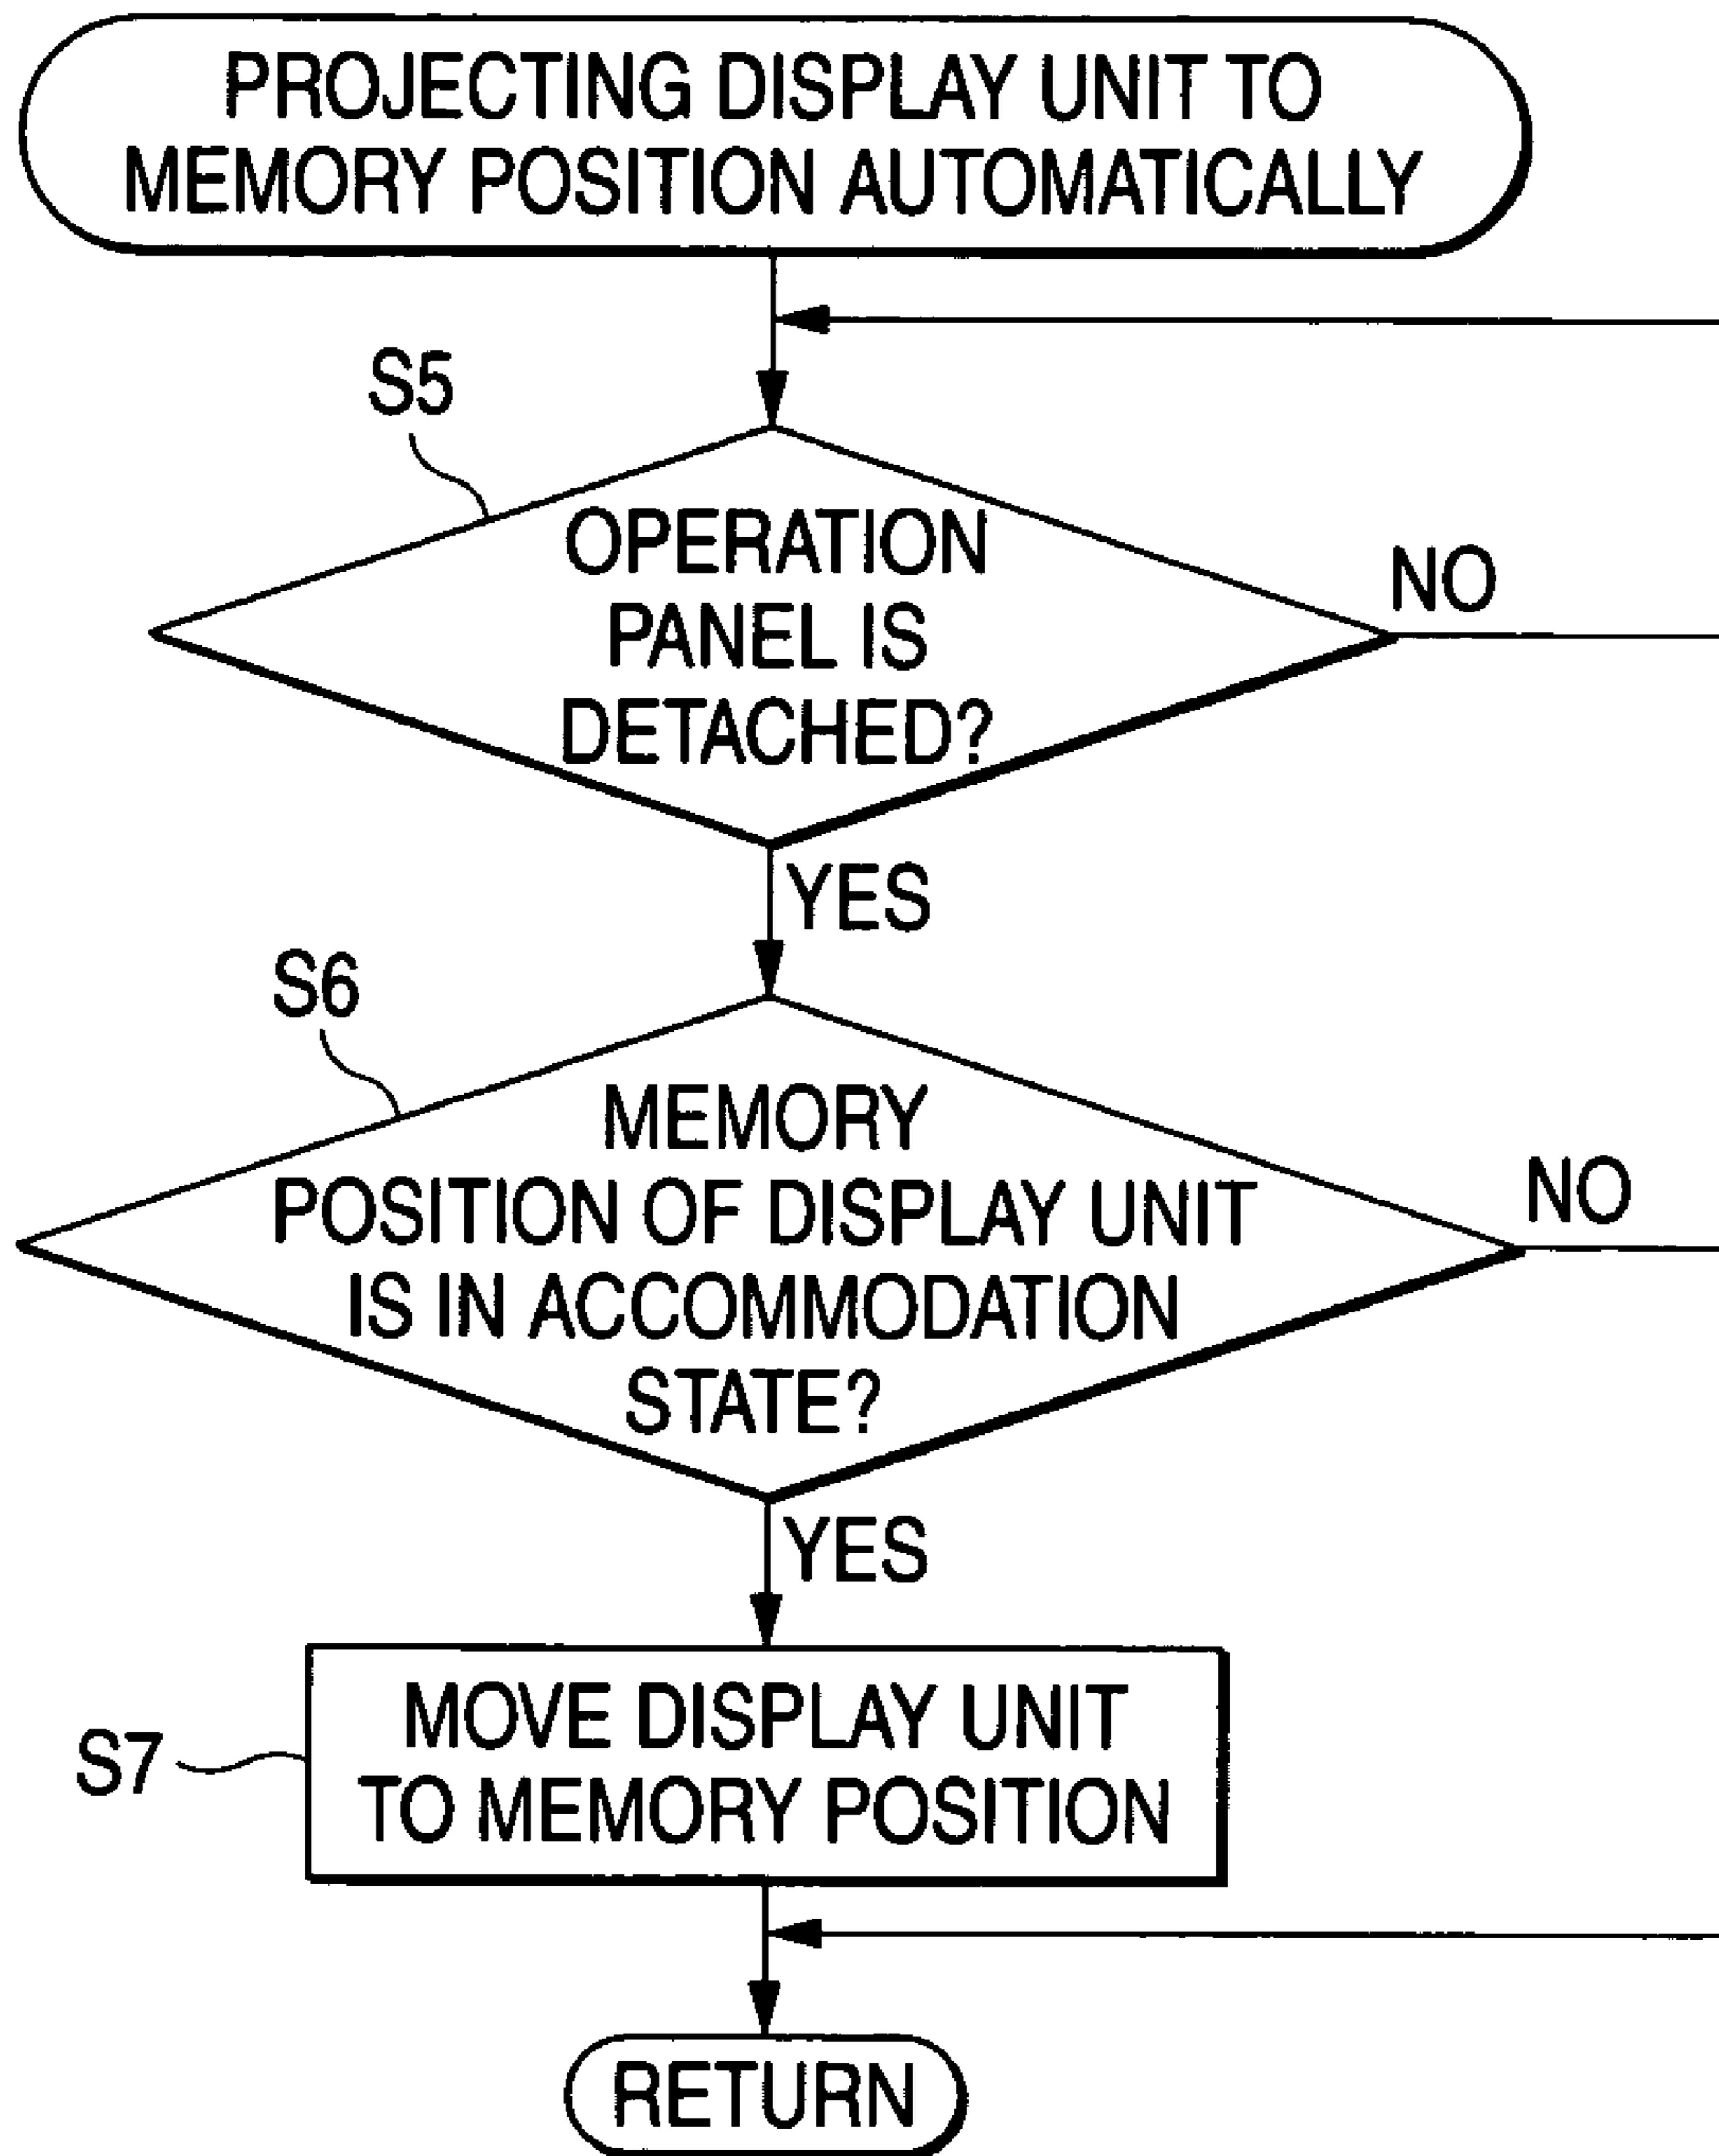 PROJECTING DISPLAY UNIT TO
MEMORY POSITION AUTOMATICALLY
S5
OPERATION
PANEL IS
DETACHED?
NO
YES
S6
MEMORY
POSITION OF DISPLAY UNIT
IS IN ACCOMMODATION
STATE?
NO
YES
S7
MOVE DISPLAY UNIT
TO MEMORY POSITION
RETURN